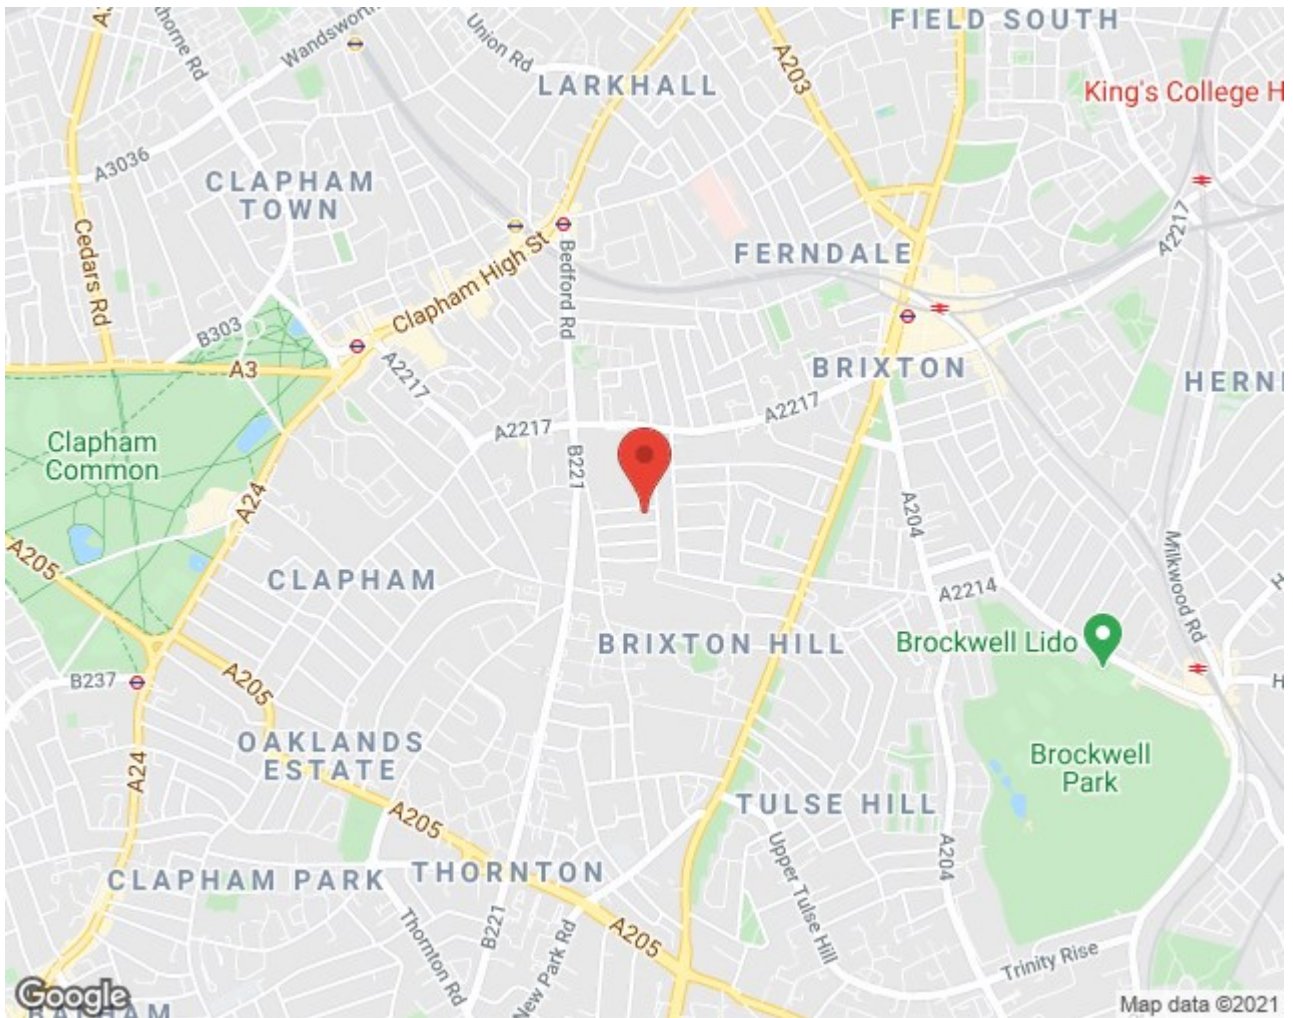 FIELD SOUTH
Union Rd
Wandsworth
LARKHALL
A203
King's College H
A3036
CLAPHAM
TOWN
A2217
Cedars Rd
Clapham High St
Bedford Rd
FERNDALE
B303
A3
A2217
BRIXTON
HERNE
A2217
A2217
Clapham
Common
B221
A24
A204
A205
CLAPHAM
A2214
Milkwood Rd
H
BRIXTON HILL
Brockwell Lido
B237
A205
H
OAKLANDS
ESTATE
A24
Brockwell
Park
TULSE HILL
A205
A204
THORNTON
CLAPHAM PARK
Upper Tulse Hill
B221
Thornton Rd
New Park Rd
A205
Trinity Rise
Google
BALHAM
Map data ©2021